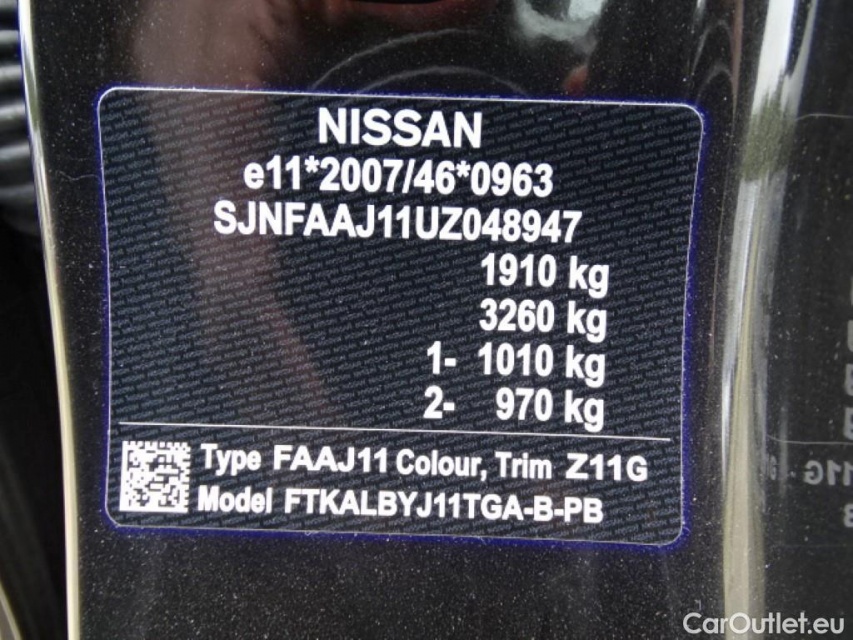 NISSAN
e11*2007/46*0963
SJNFAAJ11UZ048947
1910 kg
3260 kg
1- 1010 kg
2- 970 kg
Type FAAJ11 Colour, Trim Z11G
Model FTKALBYJ11TGA-B-PB
CarOutlet.eu